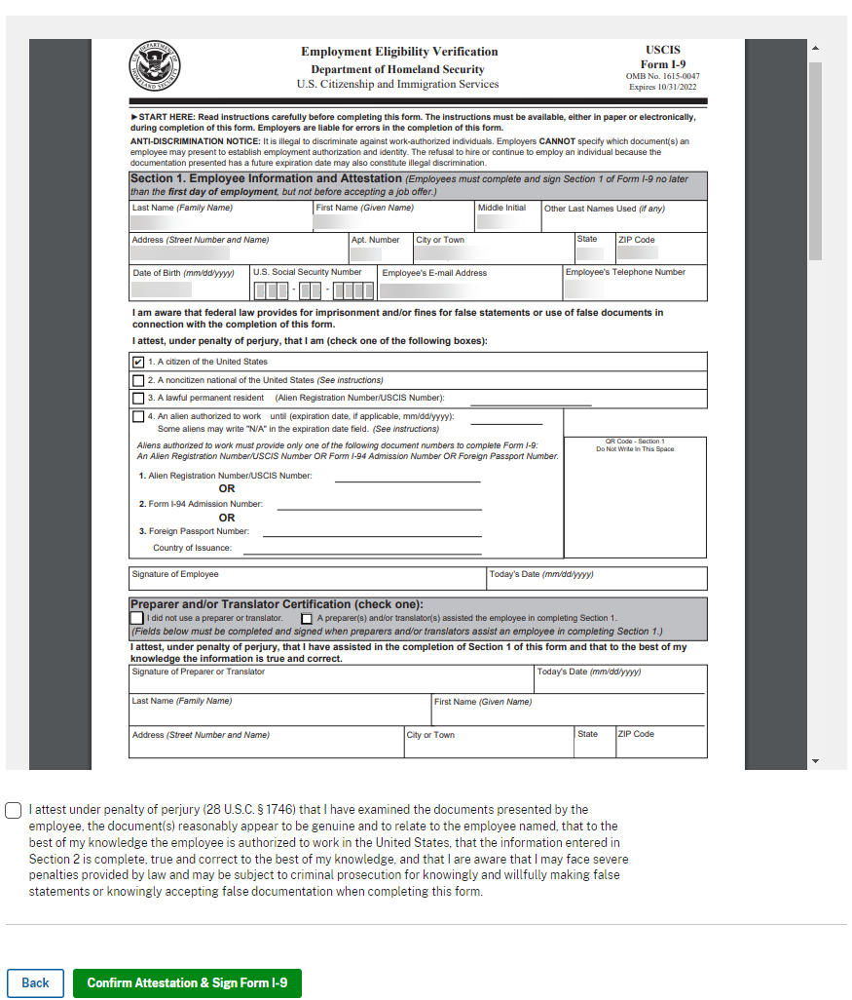 Employment Eligibility Verification
Department of Homeland Security
U.S. Citizenship and Immigration Services
USCIS
Form I-9
OMB No. 1615-0047
Expires 10/31/2022
►START HERE: Read instructions carefully before completing this form. The instructions must be available, either in paper or electronically,
during completion of this form. Employers are liable for errors in the completion of this form.
ANTI-DISCRIMINATION NOTICE: It is illegal to discriminate against work-authorized individuals. Employers CANNOT specify which document(s) an
employee may present to establish employment authorization and identity. The refusal to hire or continue to employ an individual because the
documentation presented has a future expiration date may also constitute illegal discrimination.
Section 1. Employee Information and Attestation (Employees must complete and sign Section 1 of Form I-9 no later
than the first day of employment, but not before accepting a job offer.)
Last Name (Family Name) First Name (Given Name) Middle Initial Other Last Names Used (if any)
Address (Street Number and Name) Apt. Number City or Town State ZIP Code
Date of Birth (mm/dd/yyyy) U.S. Social Security Number Employee's E-mail Address Employee's Telephone Number
- -
I am aware that federal law provides for imprisonment and/or fines for false statements or use of false documents in
connection with the completion of this form.
I attest, under penalty of perjury, that I am (check one of the following boxes):
1. A citizen of the United States
2. A noncitizen national of the United States (See instructions)
3. A lawful permanent resident (Alien Registration Number/USCIS Number):
4. An alien authorized to work until (expiration date, if applicable, mm/dd/yyyy):
Some aliens may write "N/A" in the expiration date field. (See instructions)
Aliens authorized to work must provide only one of the following document numbers to complete Form I-9:
An Alien Registration Number/USCIS Number OR Form I-94 Admission Number OR Foreign Passport Number.
1. Alien Registration Number/USCIS Number:
OR
2. Form I-94 Admission Number:
OR
3. Foreign Passport Number:
Country of Issuance:
QR Code - Section 1
Do Not Write In This Space
Signature of Employee Today's Date (mm/dd/yyyy)
Preparer and/or Translator Certification (check one):
I did not use a preparer or translator. A preparer(s) and/or translator(s) assisted the employee in completing Section 1.
(Fields below must be completed and signed when preparers and/or translators assist an employee in completing Section 1.)
I attest, under penalty of perjury, that I have assisted in the completion of Section 1 of this form and that to the best of my
knowledge the information is true and correct.
Signature of Preparer or Translator Today's Date (mm/dd/yyyy)
Last Name (Family Name) First Name (Given Name)
Address (Street Number and Name) City or Town State ZIP Code
I attest under penalty of perjury (28 U.S.C. § 1746) that I have examined the documents presented by the
employee, the document(s) reasonably appear to be genuine and to relate to the employee named, that to the
best of my knowledge the employee is authorized to work in the United States, that the information entered in
Section 2 is complete, true and correct to the best of my knowledge, and that I are aware that I may face severe
penalties provided by law and may be subject to criminal prosecution for knowingly and willfully making false
statements or knowingly accepting false documentation when completing this form.
Back Confirm Attestation & Sign Form I-9